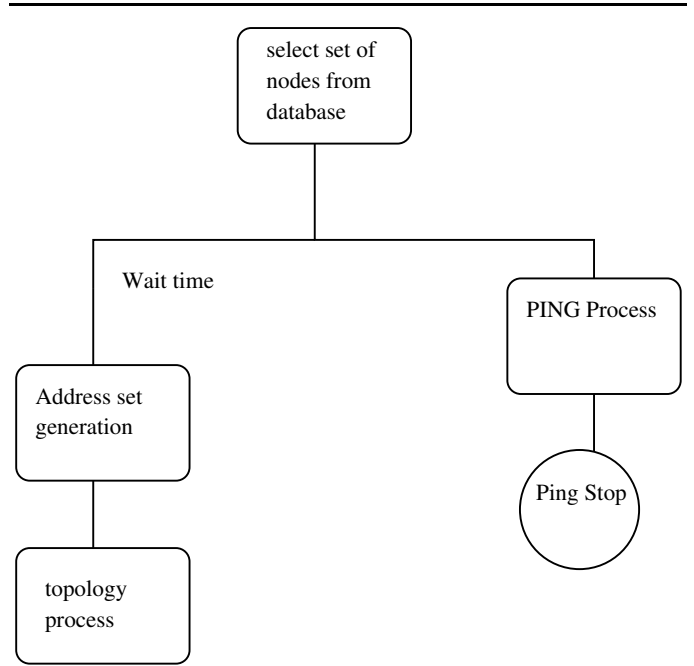 select set of
nodes from
database
Wait time
PING Process
Address set
generation
Ping Stop
topology
process